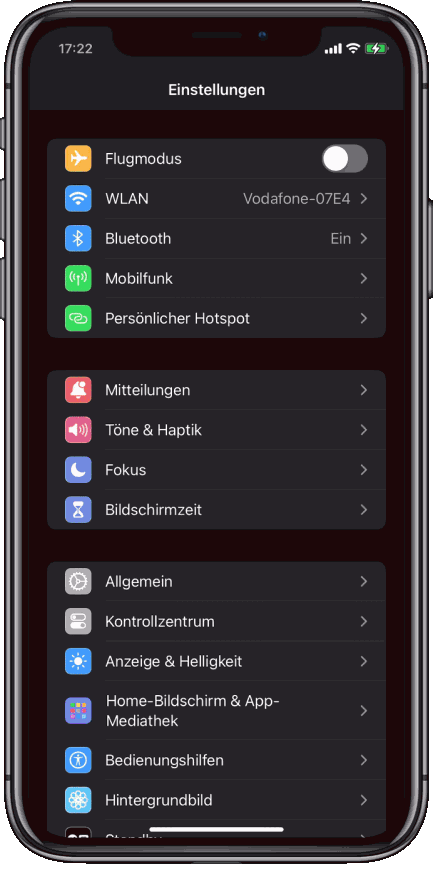 17:22
Einstellungen
Flugmodus
WLAN Vodafone-07E4
Bluetooth Ein
Mobilfunk
Persönlicher Hotspot
Mitteilungen
Töne & Haptik
Fokus
Bildschirmzeit
Allgemein
Kontrollzentrum
Anzeige & Helligkeit
Home-Bildschirm & App-
Mediathek
Bedienungshilfen
Hintergrundbild
Standby